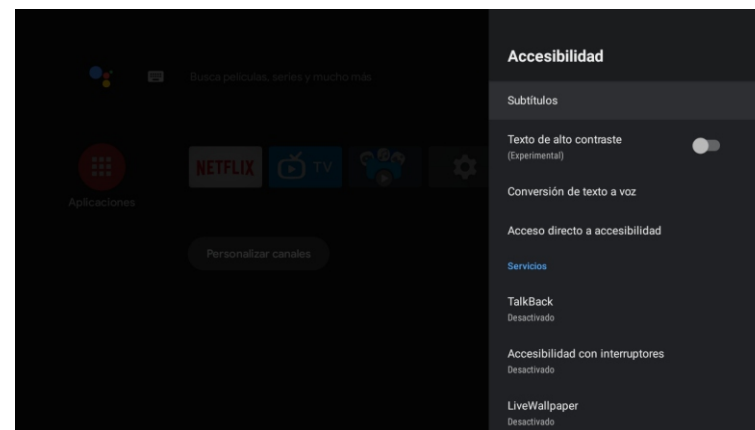 Accesibilidad
Busca películas, series y mucho más
Subtítulos
Texto de alto contraste
(Experimental)
NETFLIX
TV
Conversión de texto a voz
Aplicaciones
Acceso directo a accesibilidad
Personalizar canales
Servicios
TalkBack
Desactivado
Accesibilidad con interruptores
Desactivado
LiveWallpaper
Desactivado